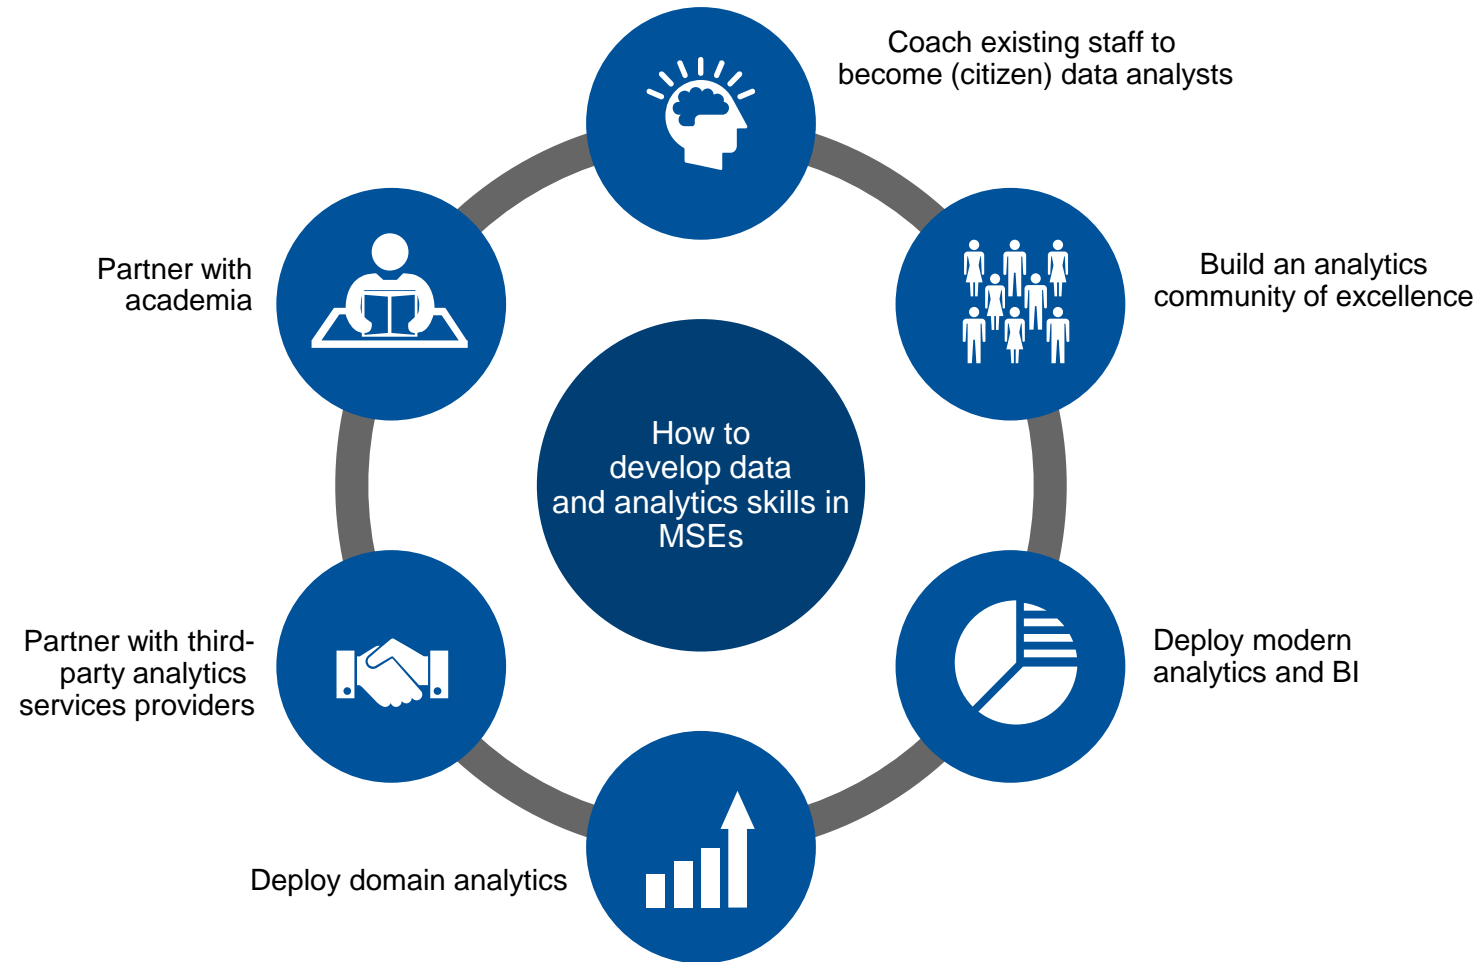 Coach existing staff to
become (citizen) data analysts
Build an analytics
community of excellence
Deploy modern
analytics and BI
Deploy domain analytics
Partner with third-
party analytics
services providers
Partner with
academia
How to
develop data
and analytics skills in
MSEs